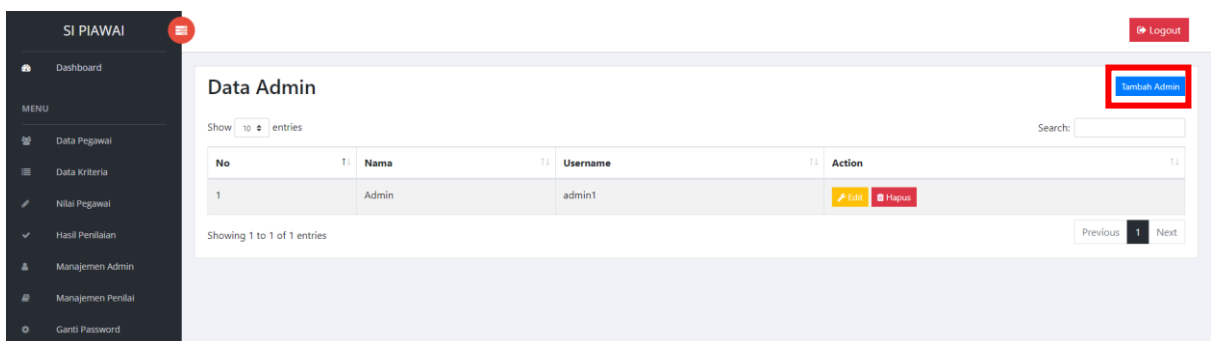 SI PIAWAI
Logout
Dashboard
MENU
Data Pegawai
Data Kriteria
Nilai Pegawai
Hasil Penilaian
Manajemen Admin
Manajemen Penilai
Ganti Password
Data Admin
Tambah Admin
Show 10 entries
Search:
No Nama Username Action
1 Admin admin1 Edit Hapus
Showing 1 to 1 of 1 entries
Previous 1 Next